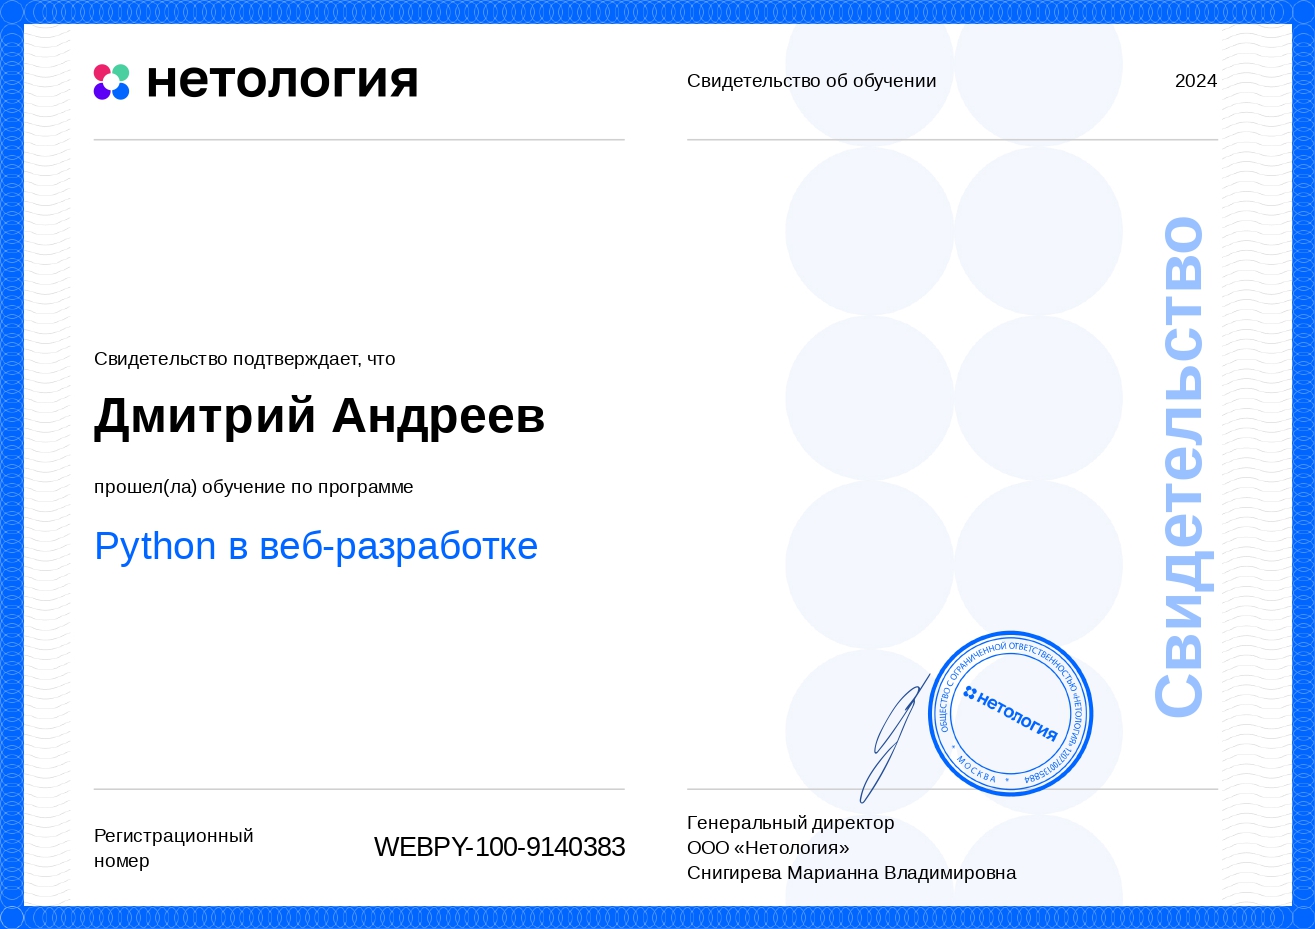 нетология
Свидетельство об обучении
2024
Свидетельство подтверждает, что
Дмитрий Андреев
прошел(ла) обучение по программе
Python в веб-разработке
Свидетельство
ОБЩЕСТВО С ОГРАНИЧЕННОЙ ОТВЕТСТВЕННОСТЬЮ «НЕТОЛОГИЯ» 1207700135884
* МОСКВА *
нетология
Регистрационный
номер
WEBPY-100-9140383
Генеральный директор
ООО «Нетология»
Снигирева Марианна Владимировна